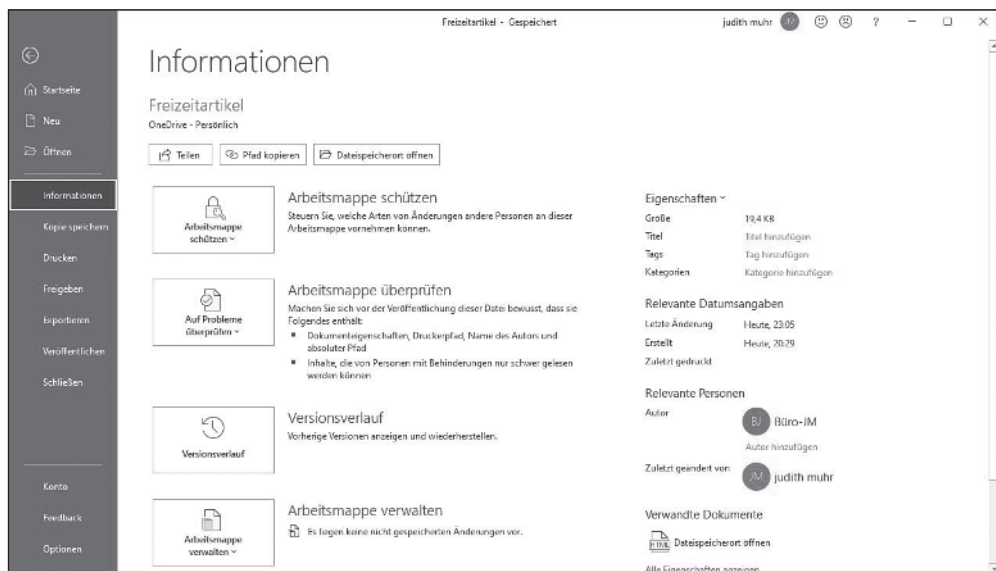 Freizeitartikel - Gespeichert
judith muhr
JM
?
Startseite
Neu
Öffnen
Informationen
Kopie speichern
Drucken
Freigeben
Exportieren
Veröffentlichen
Schließen
Konto
Feedback
Optionen
Informationen
Freizeitartikel
OneDrive - Persönlich
Teilen
Pfad kopieren
Dateispeicherort öffnen
Arbeitsmappe
schützen
Arbeitsmappe schützen
Steuern Sie, welche Arten von Änderungen andere Personen an dieser
Arbeitsmappe vornehmen können.
Auf Probleme
überprüfen
Arbeitsmappe überprüfen
Machen Sie sich vor der Veröffentlichung dieser Datei bewusst, dass sie
Folgendes enthält:
Dokumenteigenschaften, Druckerpfad, Name des Autors und
absoluter Pfad
Inhalte, die von Personen mit Behinderungen nur schwer gelesen
werden können
Versionsverlauf
Versionsverlauf
Vorherige Versionen anzeigen und wiederherstellen.
Arbeitsmappe
verwalten
Arbeitsmappe verwalten
Es liegen keine nicht gespeicherten Änderungen vor.
Eigenschaften
Größe 19,4 KB
Titel Titel hinzufügen
Tags Tag hinzufügen
Kategorien Kategorie hinzufügen
Relevante Datumsangaben
Letzte Änderung Heute, 23:05
Erstellt Heute, 20:29
Zuletzt gedruckt
Relevante Personen
Autor
BJ Büro-JM
Autor hinzufügen
Zuletzt geändert von
JM judith muhr
Verwandte Dokumente
HTML Dateispeicherort öffnen
Alle Eigenschaften anzeigen